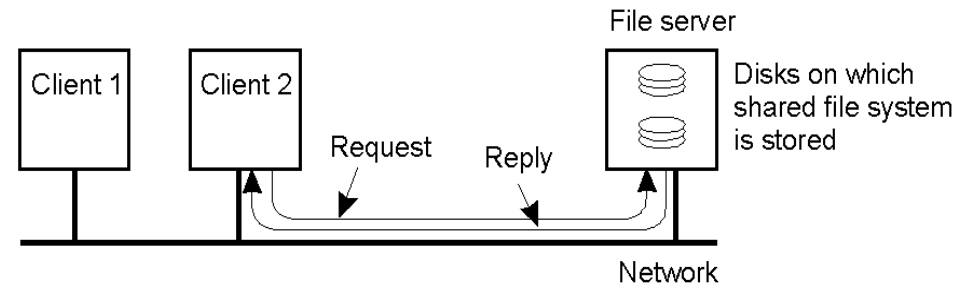 File server
Client 1
Client 2
Disks on which
shared file system
is stored
Request
Reply
Network